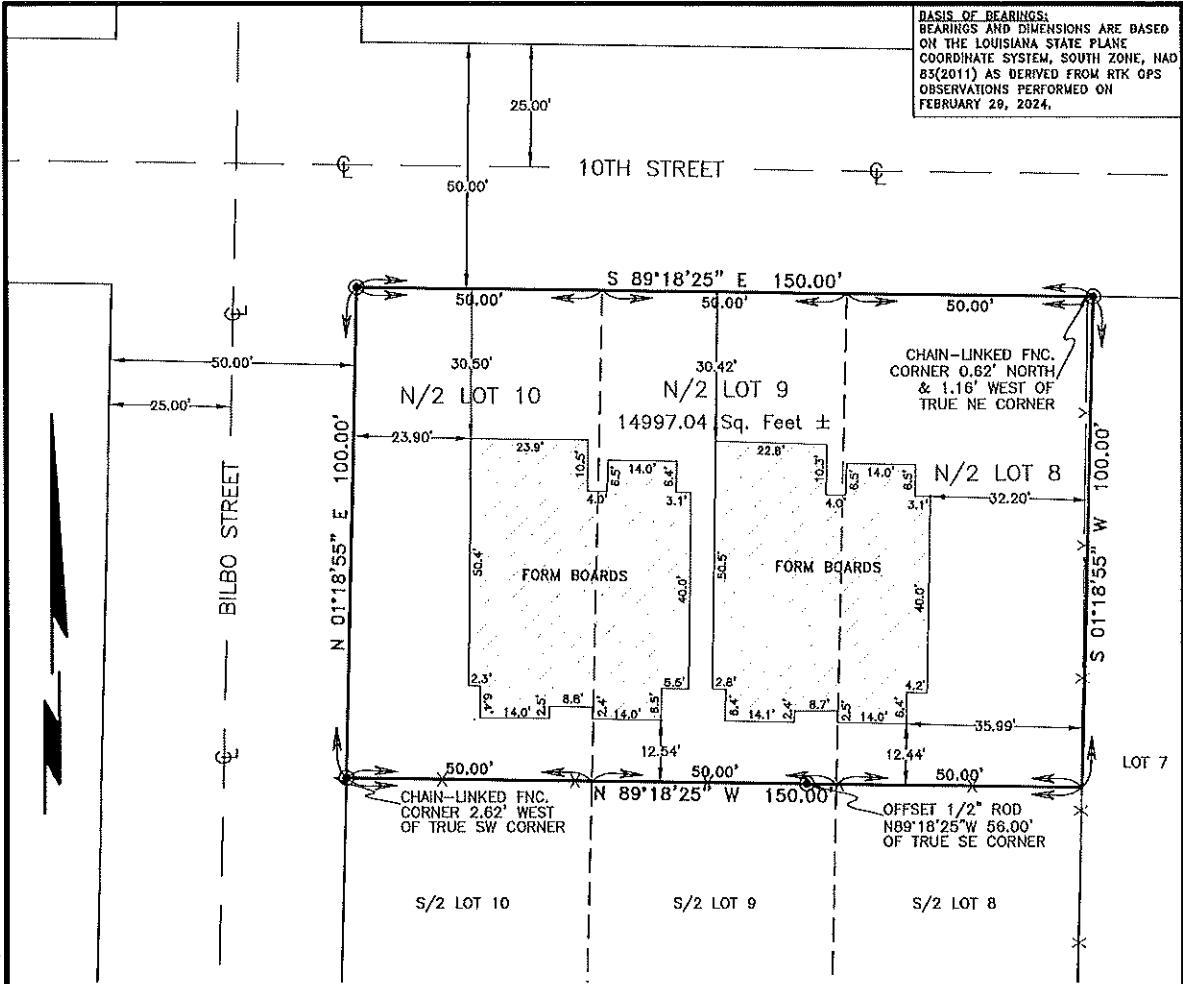 BASIS OF BEARINGS:
BEARINGS AND DIMENSIONS ARE BASED
ON THE LOUISIANA STATE PLANE
COORDINATE SYSTEM, SOUTH ZONE, NAD
83(2011) AS DERIVED FROM RTK GPS
OBSERVATIONS PERFORMED ON
FEBRUARY 29, 2024.
25.00'
10TH STREET
50.00'
S 89°18'25" E 150.00'
50.00'
50.00'
50.00'
50.00'
25.00'
30.50'
30.42'
CHAIN-LINKED FNC.
CORNER 0.62' NORTH
& 1.16' WEST OF
TRUE NE CORNER
N/2 LOT 10
N/2 LOT 9
14997.04 Sq. Feet ±
23.90'
23.9'
10.5'
4.0'
6.5'
14.0'
6.4'
3.1'
22.8'
10.3'
4.0'
6.5'
14.0'
6.5'
3.1'
N/2 LOT 8
32.20'
N 01°18'55" E 100.00'
S 01°18'55" W 100.00'
BILBO STREET
50.4'
FORM BOARDS
40.0'
50.5'
FORM BOARDS
40.0'
2.3'
6.4'
14.0'
2.5'
8.8'
2.4'
14.0'
6.5'
5.5'
2.8'
6.4'
14.1'
2.4'
8.7'
2.5'
14.0'
6.4'
4.2'
35.99'
12.54'
12.44'
LOT 7
50.00'
50.00'
50.00'
N 89°18'25" W 150.00'
CHAIN-LINKED FNC.
CORNER 2.62' WEST
OF TRUE SW CORNER
OFFSET 1/2" ROD
N89°18'25"W 56.00'
OF TRUE SE CORNER
S/2 LOT 10
S/2 LOT 9
S/2 LOT 8